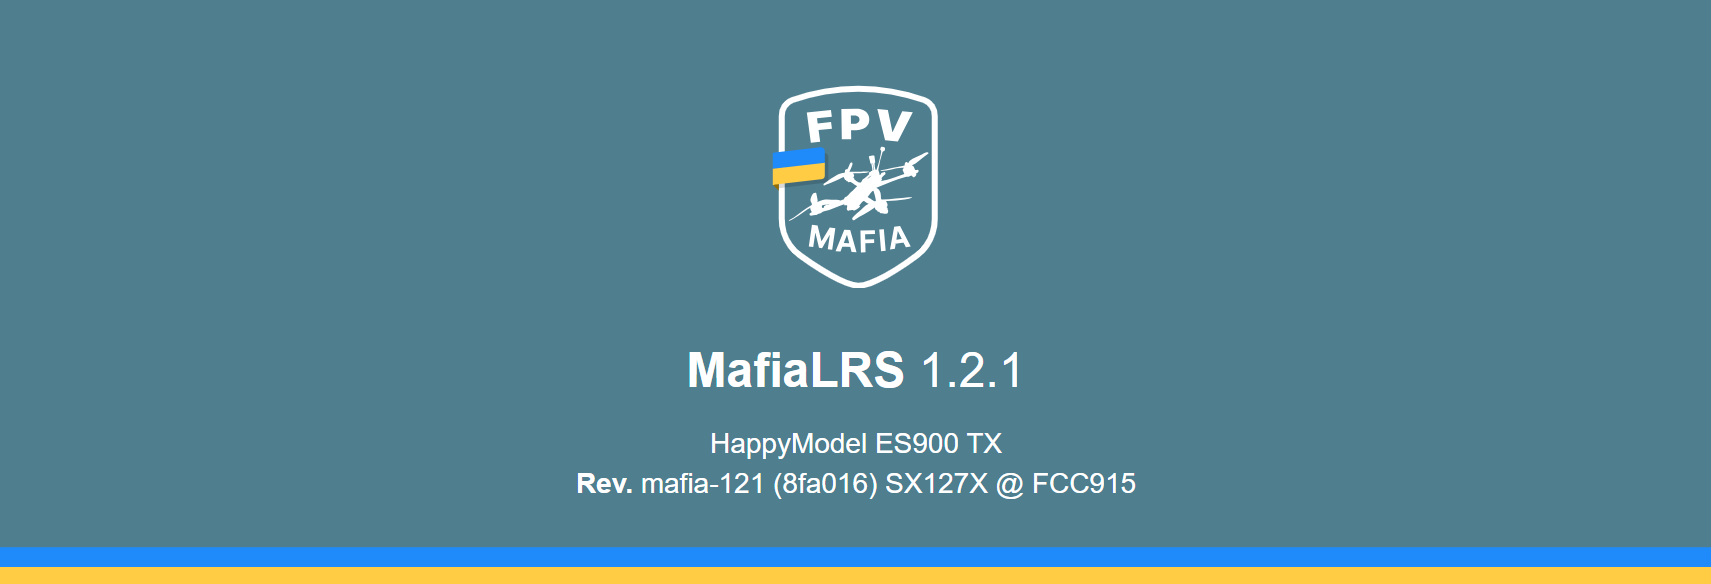 FPV
MAFIA
MafiaLRS 1.2.1
HappyModel ES900 TX
Rev. mafia-121 (8fa016) SX127X @ FCC915